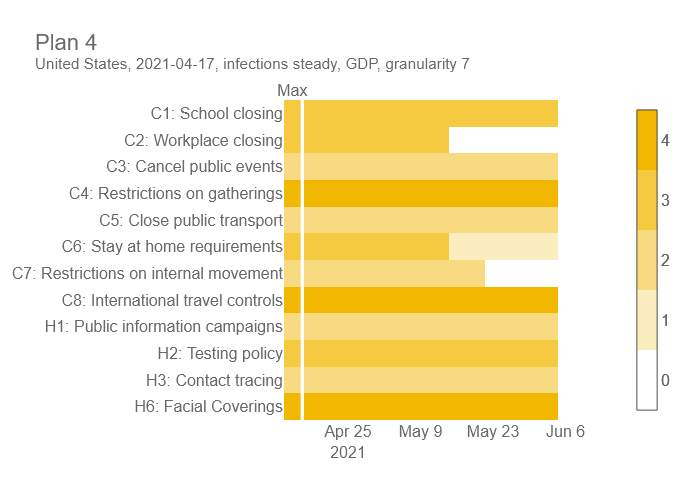 Plan 4
United States, 2021-04-17, infections steady, GDP, granularity 7
Max
C1: School closing
C2: Workplace closing
C3: Cancel public events
C4: Restrictions on gatherings
C5: Close public transport
C6: Stay at home requirements
C7: Restrictions on internal movement
C8: International travel controls
H1: Public information campaigns
H2: Testing policy
H3: Contact tracing
H6: Facial Coverings
Apr 25 May 9 May 23 Jun 6
2021
4
3
2
1
0